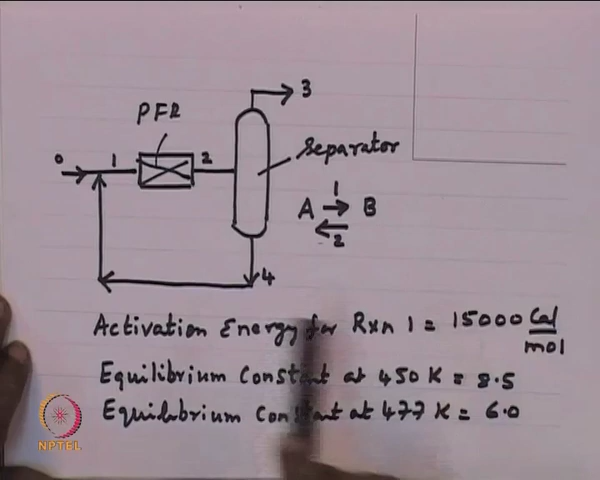 3
PFR
0
1
2
Separator
1
A → B
←
2
4
Activation Energy for Rxn 1 = 15000 Cal/mol
Equilibrium Constant at 450 K = 8.5
Equilibrium Constant at 477 K = 6.0
NPTEL